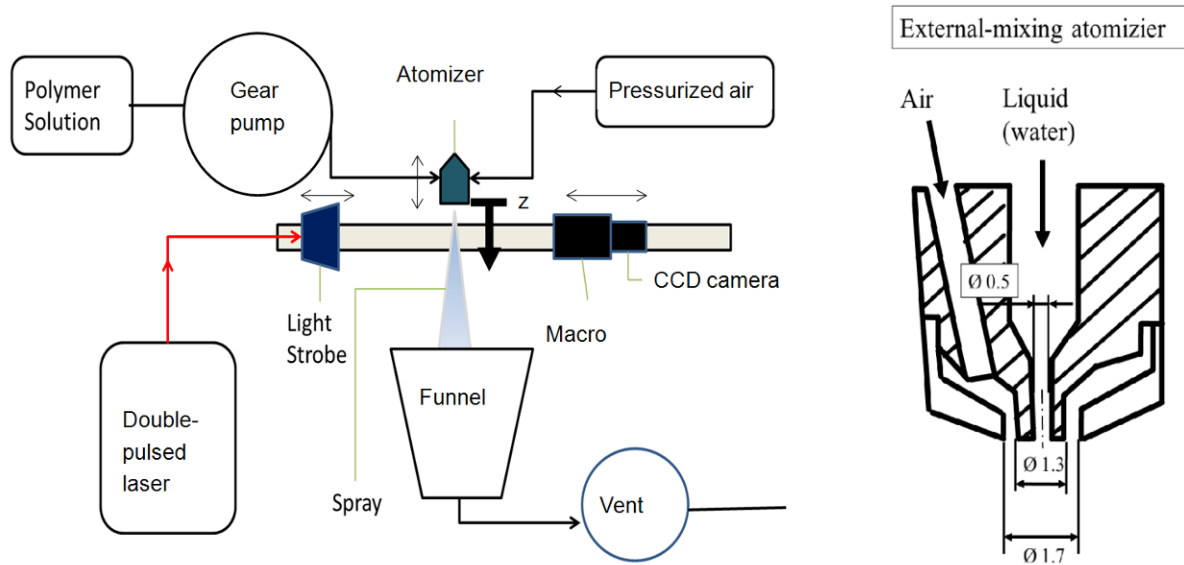 Polymer
Solution
Gear
pump
Atomizer
Pressurized air
z
CCD camera
Light
Strobe
Macro
Double-
pulsed
laser
Funnel
Spray
Vent
External-mixing atomizier
Air
Liquid
(water)
Ø 0.5
Ø 1.3
Ø 1.7